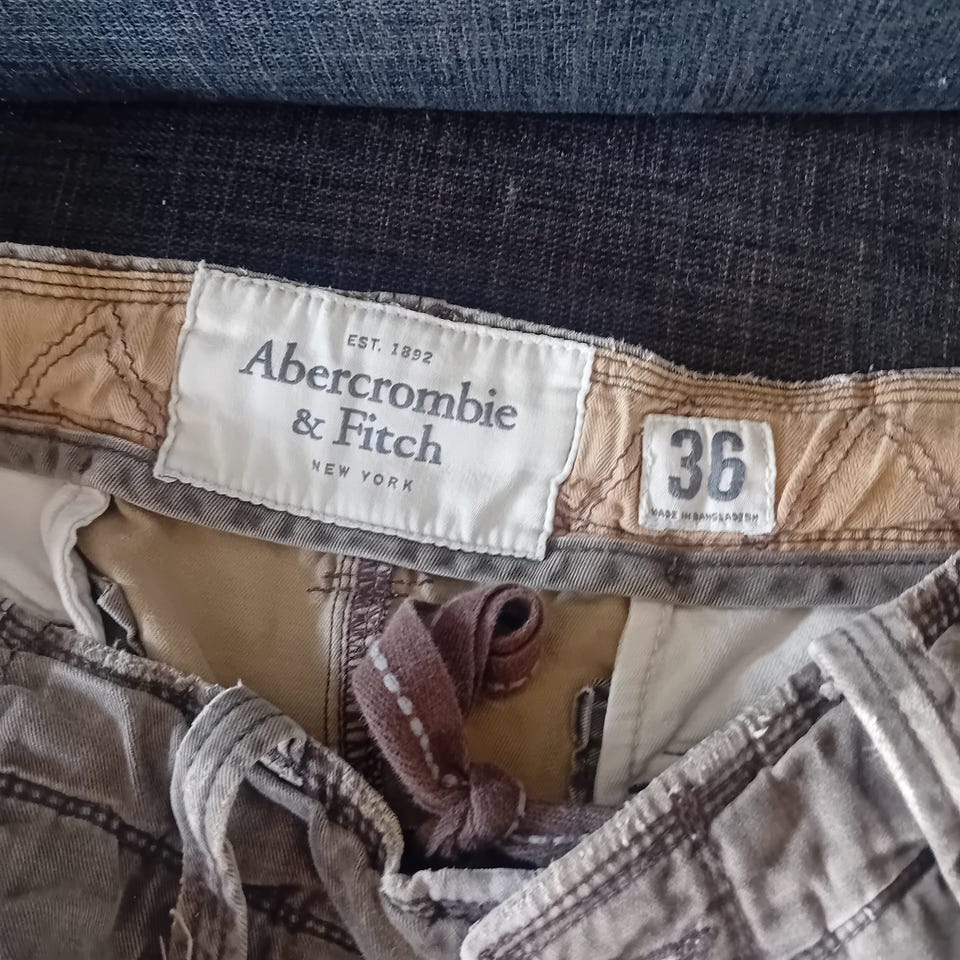 EST. 1892
Abercrombie
& Fitch
NEW YORK
36
MADE IN BANGLADESH